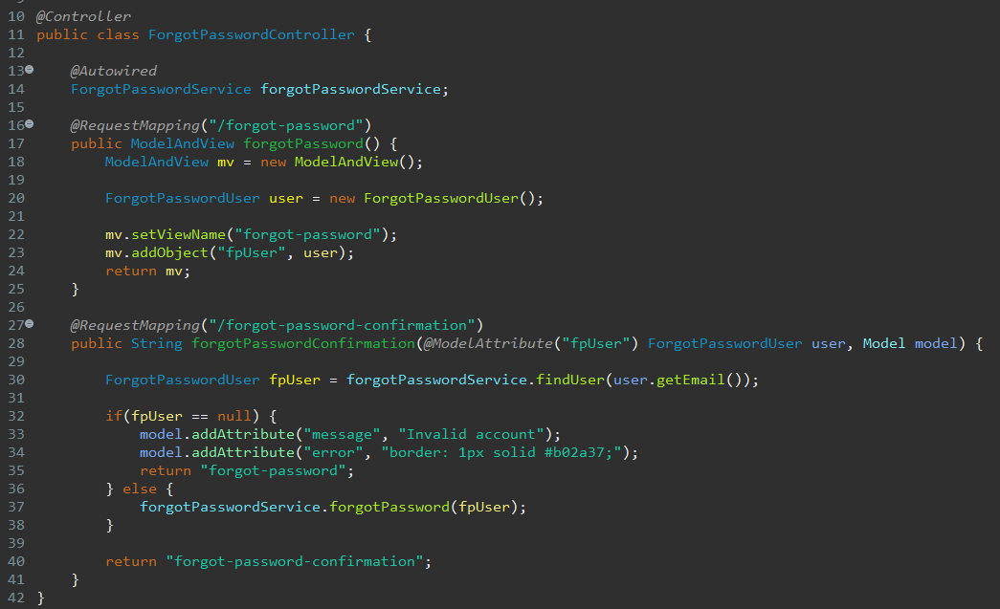 10 @Controller
11 public class ForgotPasswordController {
12
13 @Autowired
14 ForgotPasswordService forgotPasswordService;
15
16 @RequestMapping("/forgot-password")
17 public ModelAndView forgotPassword() {
18 ModelAndView mv = new ModelAndView();
19
20 ForgotPasswordUser user = new ForgotPasswordUser();
21
22 mv.setViewName("forgot-password");
23 mv.addObject("fpUser", user);
24 return mv;
25 }
26
27 @RequestMapping("/forgot-password-confirmation")
28 public String forgotPasswordConfirmation(@ModelAttribute("fpUser") ForgotPasswordUser user, Model model) {
29
30 ForgotPasswordUser fpUser = forgotPasswordService.findUser(user.getEmail());
31
32 if(fpUser == null) {
33 model.addAttribute("message", "Invalid account");
34 model.addAttribute("error", "border: 1px solid #b02a37;");
35 return "forgot-password";
36 } else {
37 forgotPasswordService.forgotPassword(fpUser);
38 }
39
40 return "forgot-password-confirmation";
41 }
42 }